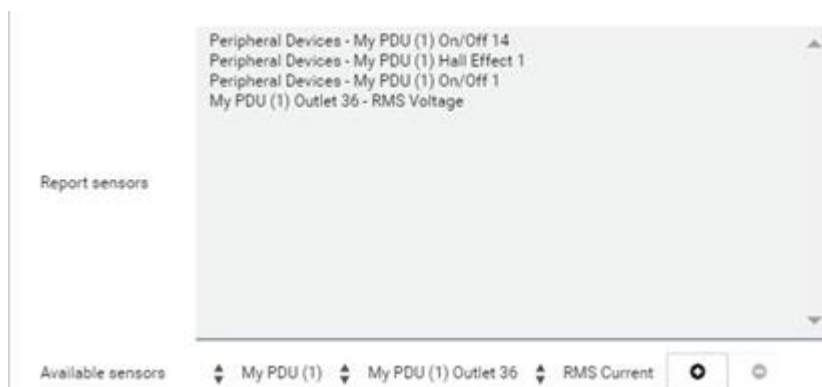 Peripheral Devices - My PDU (1) On/Off 14
Peripheral Devices - My PDU (1) Hall Effect 1
Peripheral Devices - My PDU (1) On/Off 1
My PDU (1) Outlet 36 - RMS Voltage
Report sensors
Available sensors My PDU (1) My PDU (1) Outlet 36 RMS Current